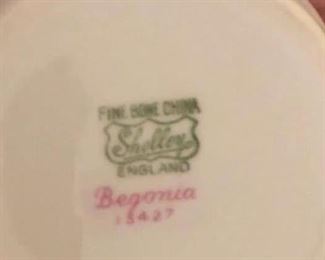 FINE BONE CHINA
Shelley
ENGLAND
Begonia
13427